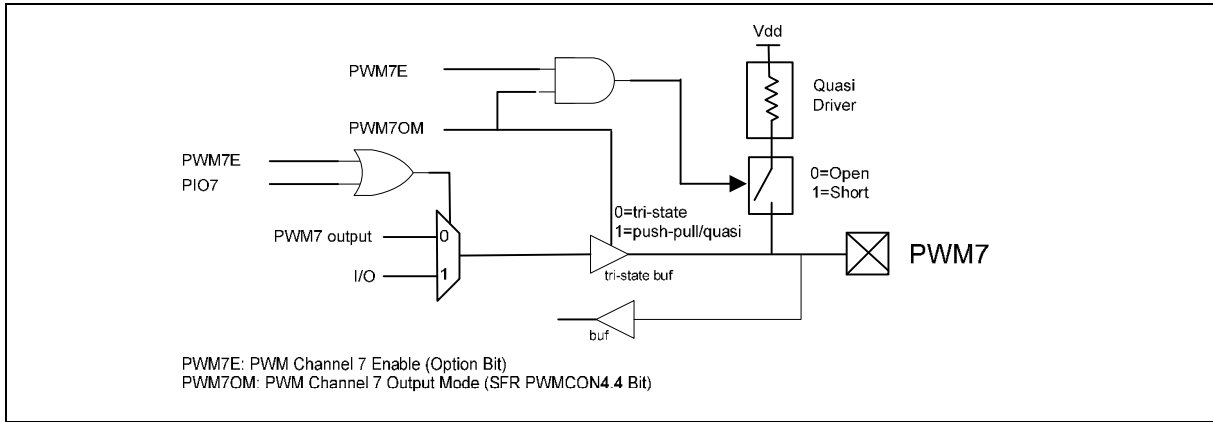 Vdd
PWM7E
Quasi
Driver
PWM7OM
PWM7E
PIO7
0=Open
1=Short
0=tri-state
1=push-pull/quasi
PWM7 output
0
I/O
1
tri-state buf
PWM7
buf
PWM7E: PWM Channel 7 Enable (Option Bit)
PWM7OM: PWM Channel 7 Output Mode (SFR PWMCON4.4 Bit)